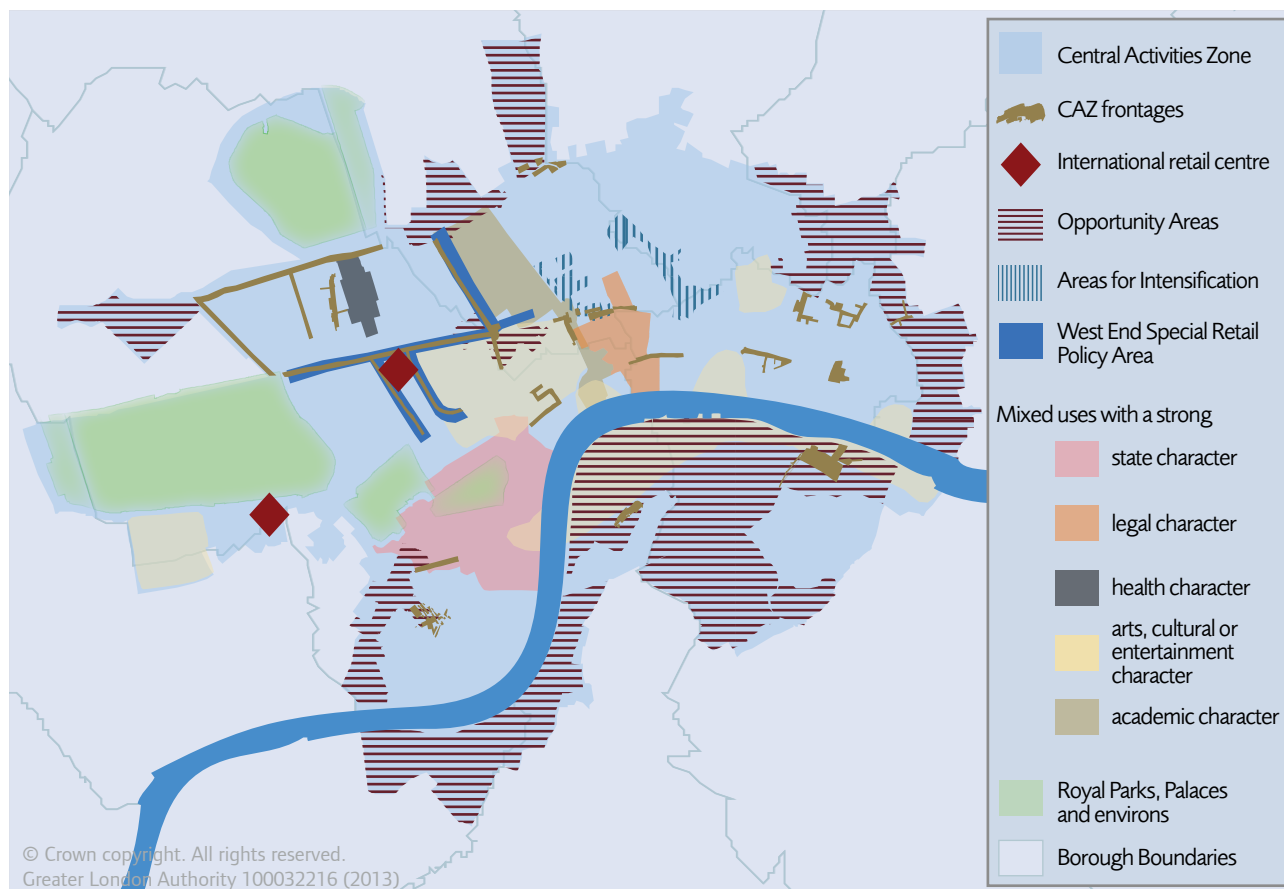 Central Activities Zone
CAZ frontages
International retail centre
Opportunity Areas
Areas for Intensification
West End Special Retail
Policy Area
Mixed uses with a strong
state character
legal character
health character
arts, cultural or
entertainment
character
academic character
Royal Parks, Palaces
and environs
Borough Boundaries
© Crown copyright. All rights reserved.
Greater London Authority 100032216 (2013)